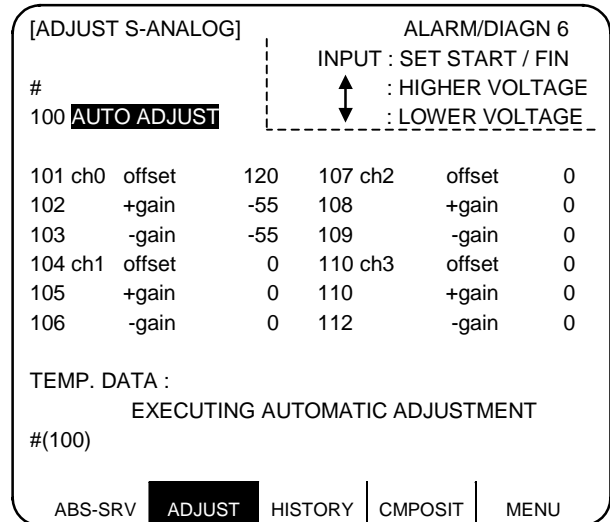 [ADJUST S-ANALOG] ALARM/DIAGN 6
INPUT : SET START / FIN
# : HIGHER VOLTAGE
100 AUTO ADJUST : LOWER VOLTAGE
101 ch0 offset 120 107 ch2 offset 0
102 +gain -55 108 +gain 0
103 -gain -55 109 -gain 0
104 ch1 offset 0 110 ch3 offset 0
105 +gain 0 110 +gain 0
106 -gain 0 112 -gain 0
TEMP. DATA :
EXECUTING AUTOMATIC ADJUSTMENT
#(100)
ABS-SRV ADJUST HISTORY CMPOSIT MENU